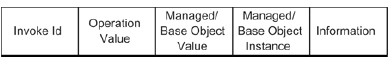 Invoke Id
Operation
Value
Managed/
Base Object
Value
Managed/
Base Object
Instance
Information